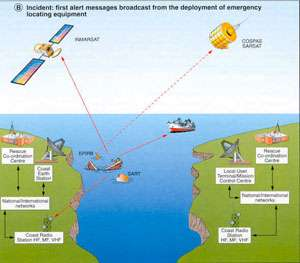 B Incident: first alert messages broadcast from the deployment of emergency
locating equipment
INMARSAT
COSPAS
SARSAT
EPIRB
SART
Rescue
Co-ordination
Centre
Coast
Earth
Station
National/International
networks
Coast Radio
Station HF, MF, VHF
Local User
Terminal/Mission
Control Centre
Rescue
Co-ordination
Centre
National/International
networks
Coast Radio
Station HF, MF, VHF